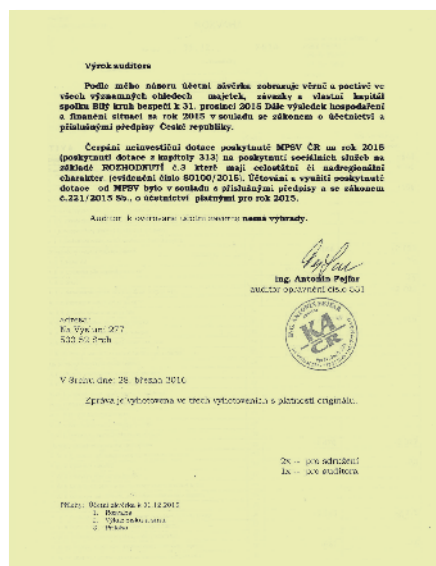 Výrok auditora
Podle mého názoru účetní závěrka zobrazuje věrně a poctivě ve
všech významných ohledech majetek, závazky a vlastní kapitál
spolku Bílý kruh bezpečí k 31. prosinci 2015 Dále výsledek hospodaření
a finanční situaci za rok 2015 v souladu se zákonem o účetnictví a
příslušnými předpisy České republiky.
Čerpání neinvestiční dotace poskytnuté MPSV ČR na rok 2015
(poskytnutí dotace z kapitoly 313) na poskytnutí sociálních služeb na
základě ROZHODNUTÍ č.3 které mají celostátní či nadregionální
charakter (evidenční číslo 60100/2015). Účtování a využití poskytnuté
dotace od MPSV bylo v souladu s příslušnými předpisy a se zákonem
č.221/2015 Sb., o účetnictví platnými pro rok 2015.
Auditor k ověřované účetní závěrce nemá výhrady.
Ing. Antonín Pejřar
auditor oprávnění číslo
KA
ČR
adresa:
Na Výsluní 277
533 52 Srch
V Srchu dne: 28. března 2016
Zpráva je vyhotovena ve třech vyhotoveních s platností originálu.
2x -- pro sdružení
1x -- pro auditora
Přílohy: Účetní závěrka k 31.12.2015
1. Rozvaha
2. Výkaz zisku a ztrát
3. Příloha